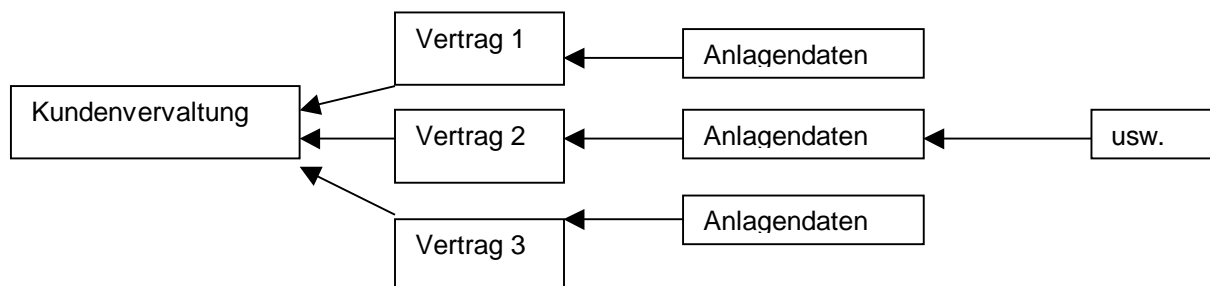 Vertrag 1
Anlagendaten
Kundenvervaltung
Vertrag 2
Anlagendaten
usw.
Vertrag 3
Anlagendaten